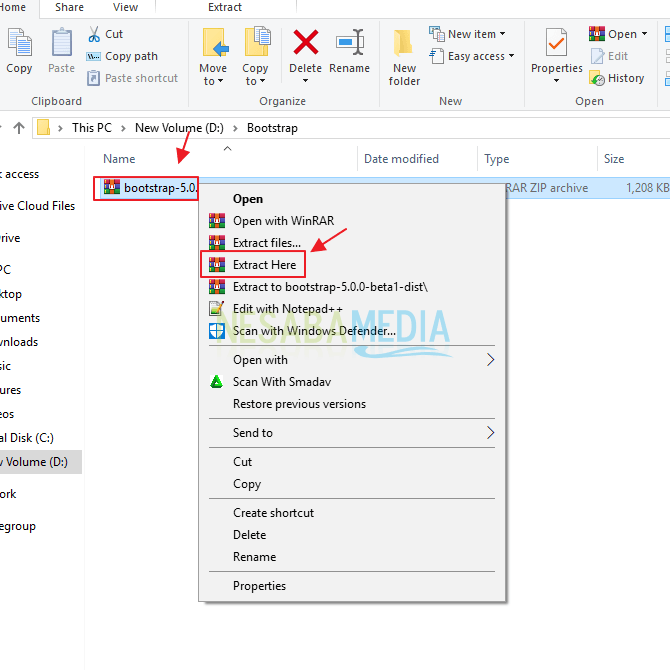 Home Share View Extract
Copy
Paste
Cut
Copy path
Paste shortcut
Clipboard
Move to
Copy to
Delete
Rename
Organize
New folder
New item
Easy access
New
Properties
Open
Edit
History
Open
This PC > New Volume (D:) > Bootstrap
Name Date modified Type Size
bootstrap-5.0. RAR ZIP archive 1,208 KB
access
ive Cloud Files
rive
PC
ktop
uments
wnloads
sic
ures
eos
al Disk (C:)
w Volume (D:)
ork
egroup
Open
Open with WinRAR
Extract files...
Extract Here
Extract to bootstrap-5.0.0-beta1-dist\
Edit with Notepad++
Scan with Windows Defender...
NESABAMEDIA
Open with
Scan With Smadav
Restore previous versions
Send to
Cut
Copy
Create shortcut
Delete
Rename
Properties